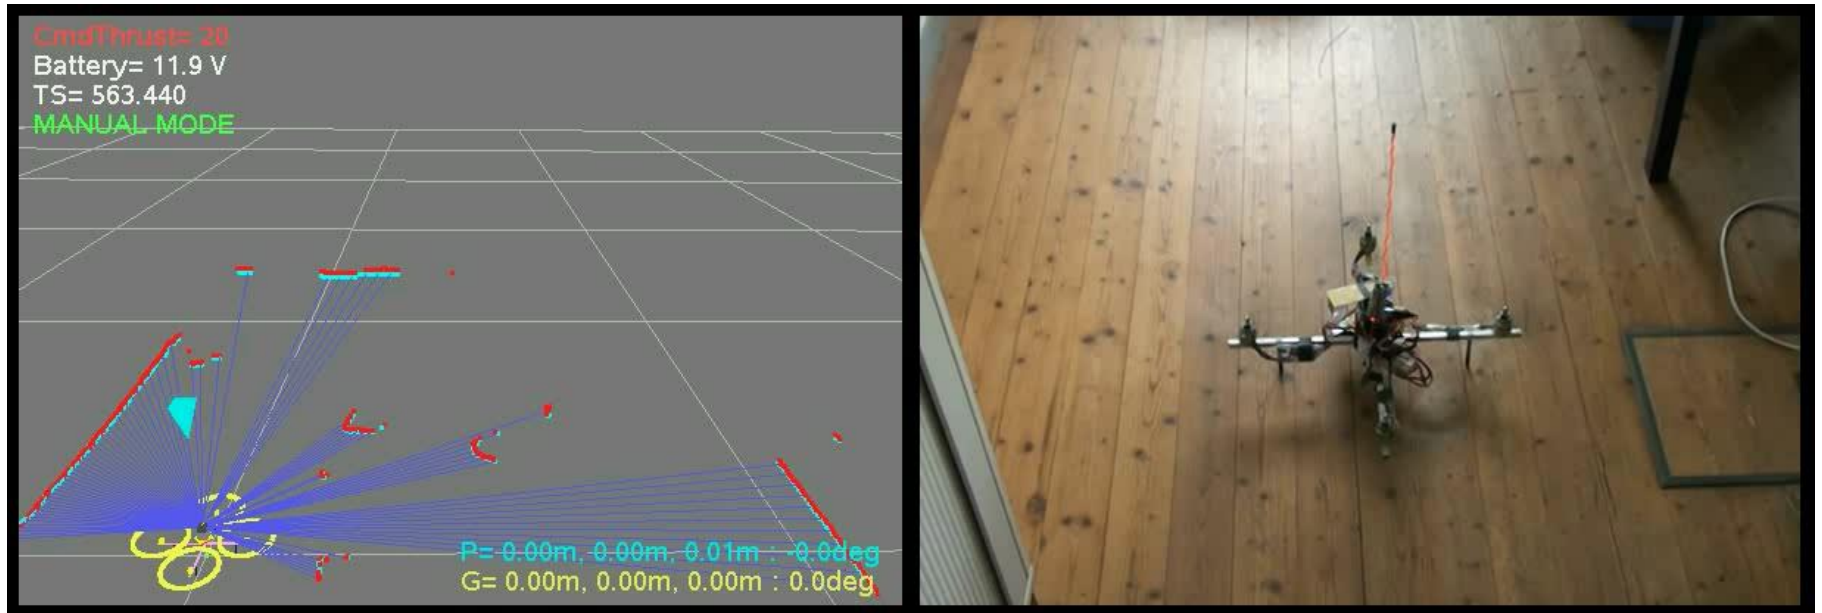 CmdThrust= 20
Battery= 11.9 V
TS= 563.440
MANUAL MODE
P= 0.00m, 0.00m, 0.01m : -0.0deg
G= 0.00m, 0.00m, 0.00m : 0.0deg